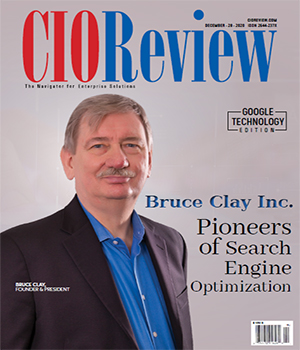 CIOREVIEW.COM
DECEMBER - 28 - 2020 ISSN 2644-237X
CIOReview
The Navigator for Enterprise Solutions
GOOGLE
TECHNOLOGY
EDITION
Bruce Clay Inc.
Pioneers
of Search
Engine
Optimization
BRUCE CLAY,
FOUNDER & PRESIDENT